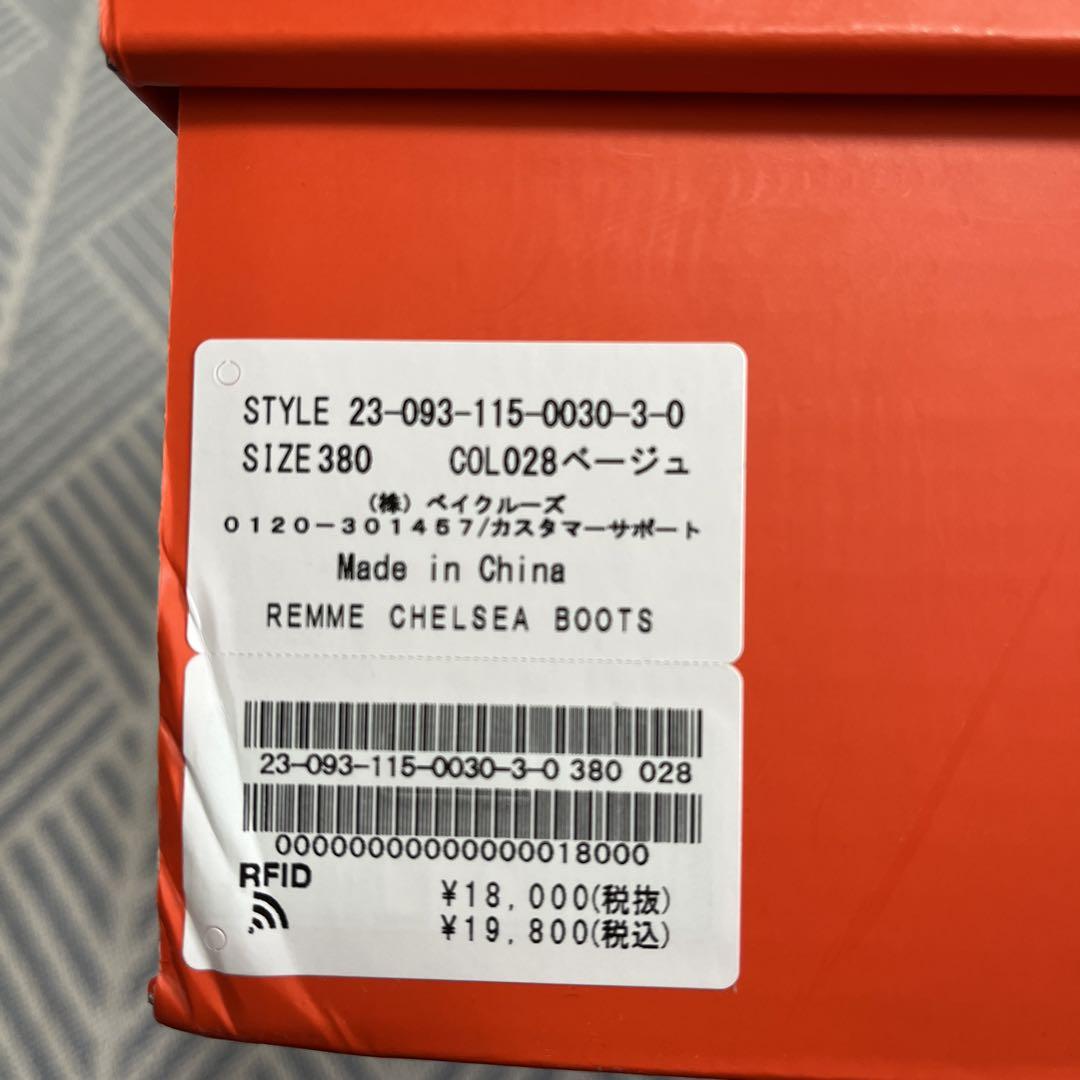 STYLE 23-093-115-0030-3-0
SIZE380 COL028ベージュ
(株) ベイクルーズ
0120-301457/カスタマーサポート
Made in China
REMME CHELSEA BOOTS
23-093-115-0030-3-0 380 028
00000000000000018000
RFID
¥18,000(税抜)
¥19,800(税込)